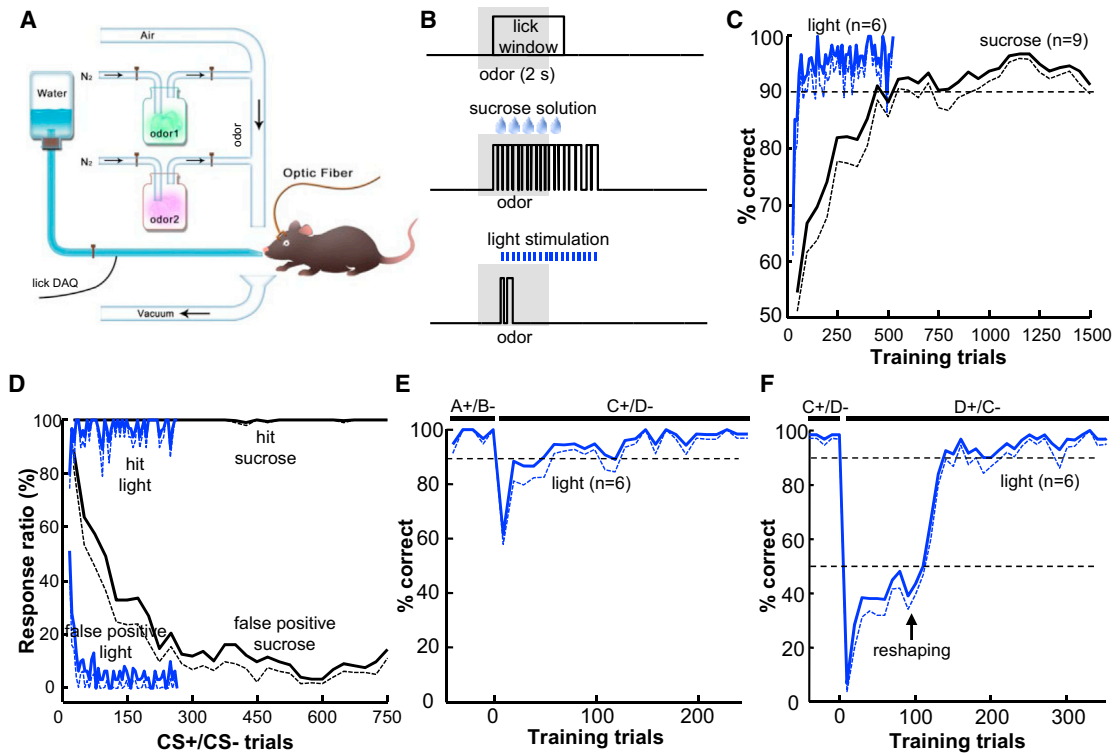 A
Air
N₂
Water
odor1
odor
N₂
odor2
Optic Fiber
lick DAQ
Vacuum
B
lick
window
odor (2 s)
sucrose solution
odor
light stimulation
odor
C
light (n=6)
sucrose (n=9)
% correct
100
90
80
70
60
50
0
250
500
750
1000
1250
1500
Training trials
D
Response ratio (%)
100
80
60
40
20
0
hit
light
hit
sucrose
false positive
light
false positive
sucrose
0
150
300
450
600
750
CS+/CS- trials
E
A+/B-
C+/D-
% correct
100
80
60
40
20
0
light (n=6)
0
100
200
Training trials
F
C+/D-
D+/C-
% correct
100
80
60
40
20
0
light (n=6)
reshaping
0
100
200
300
Training trials